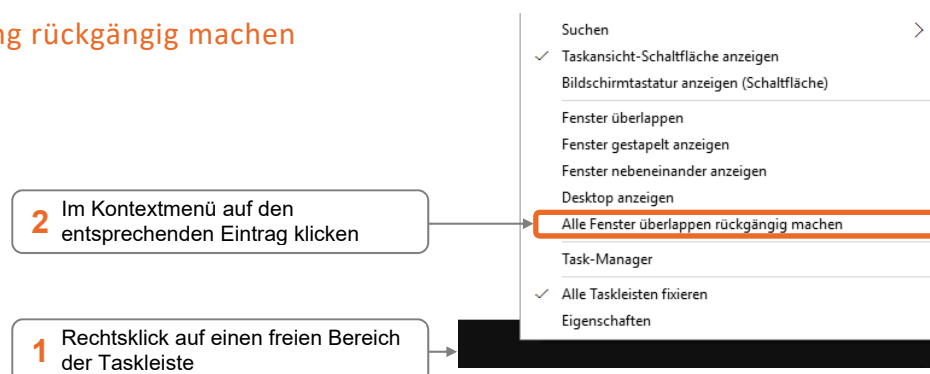 ng rückgängig machen
Suchen
Taskansicht-Schaltfläche anzeigen
Bildschirmtastatur anzeigen (Schaltfläche)
Fenster überlappen
Fenster gestapelt anzeigen
Fenster nebeneinander anzeigen
Desktop anzeigen
Alle Fenster überlappen rückgängig machen
Task-Manager
Alle Taskleisten fixieren
Eigenschaften
2 Im Kontextmenü auf den
entsprechenden Eintrag klicken
1 Rechtsklick auf einen freien Bereich
der Taskleiste